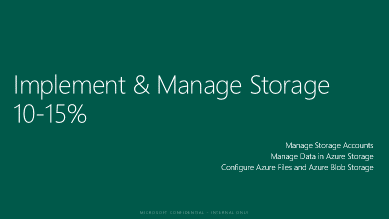 Implement & Manage Storage
10-15%
Manage Storage Accounts
Manage Data in Azure Storage
Configure Azure Files and Azure Blob Storage
MICROSOFT CONFIDENTIAL - INTERNAL ONLY